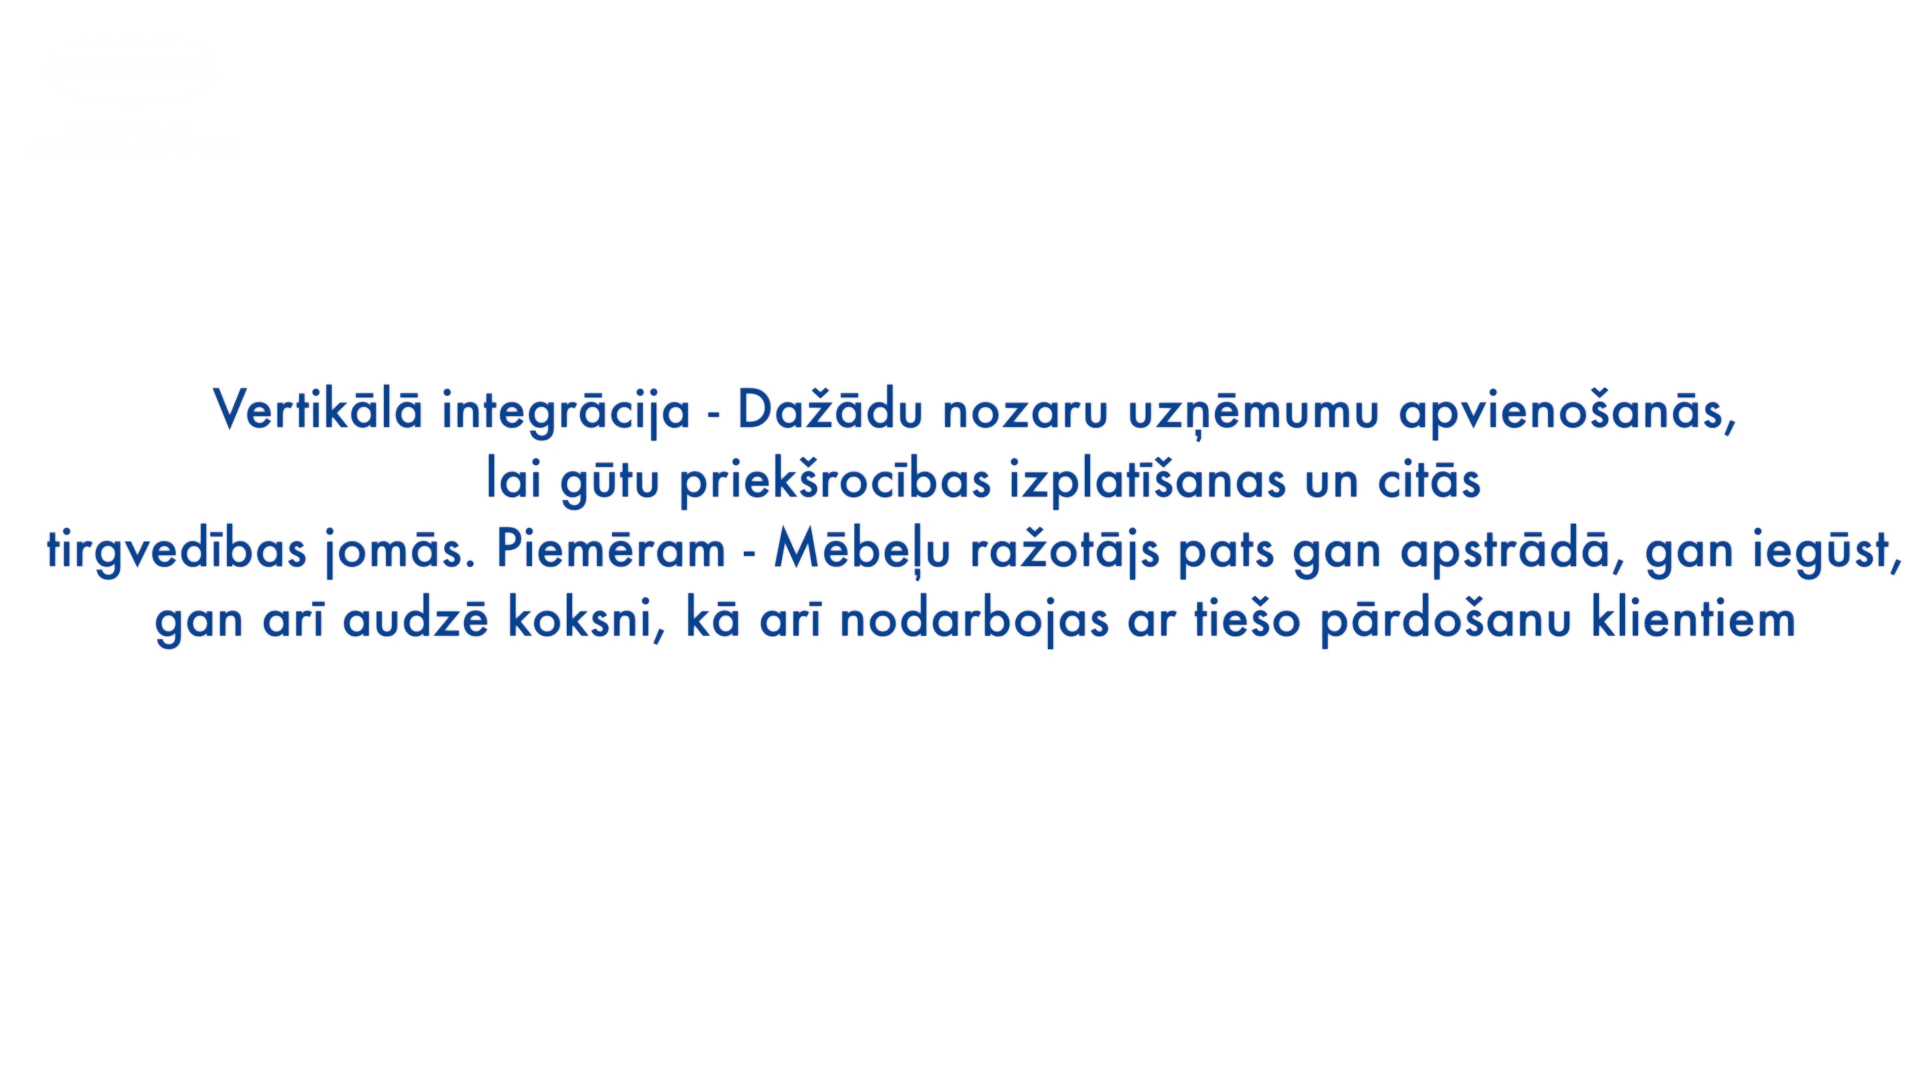 Vertikālā integrācija - Dažādu nozaru uzņēmumu apvienošanās,
lai gūtu priekšrocības izplatīšanas un citās
tirgvedības jomās. Piemēram - Mēbeļu ražotājs pats gan apstrādā, gan iegūst,
gan arī audzē koksni, kā arī nodarbojas ar tiešo pārdošanu klientiem